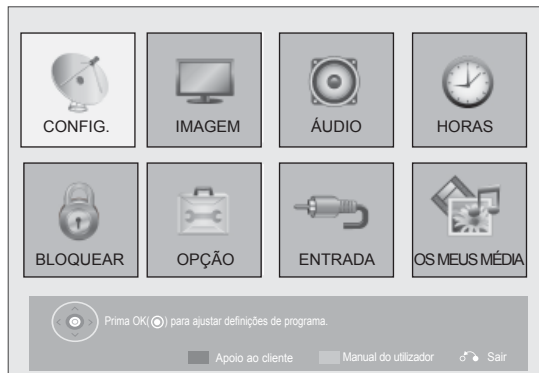 CONFIG. IMAGEM ÁUDIO HORAS
BLOQUEAR OPÇÃO ENTRADA OS MEUS MÉDIA
Prima OK(◉) para ajustar definições de programa.
Apoio ao cliente Manual do utilizador Sair